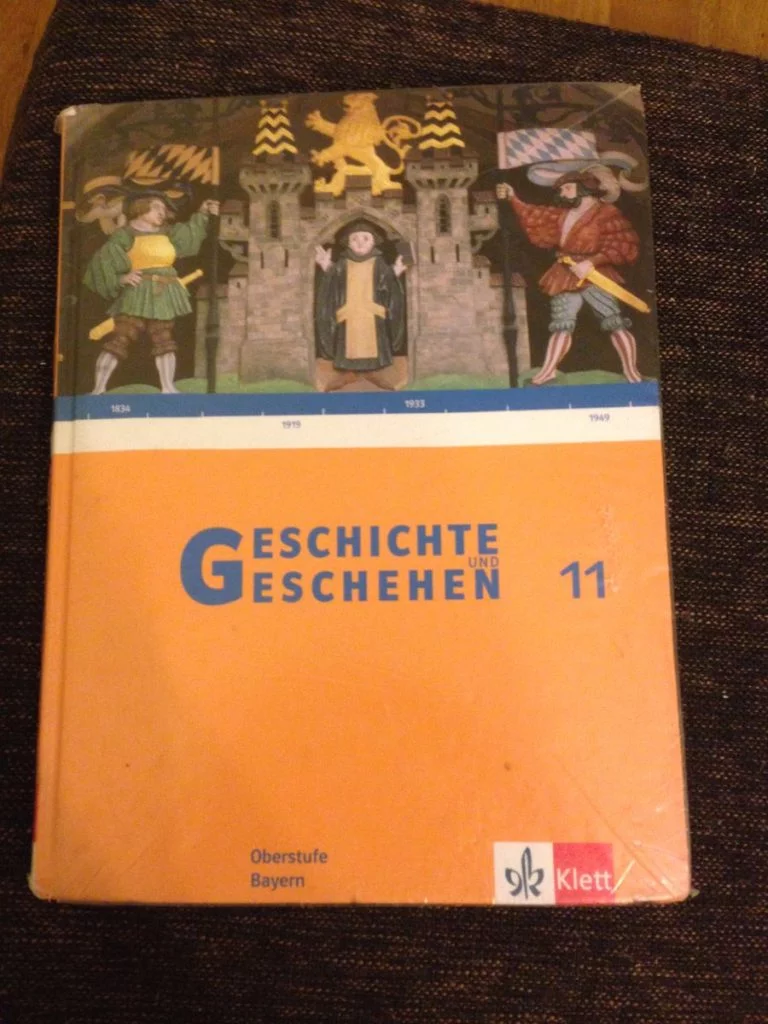 1834
1919
1933
1949
GESCHICHTE
UND
GESCHEHEN 11
Oberstufe
Bayern
Klett